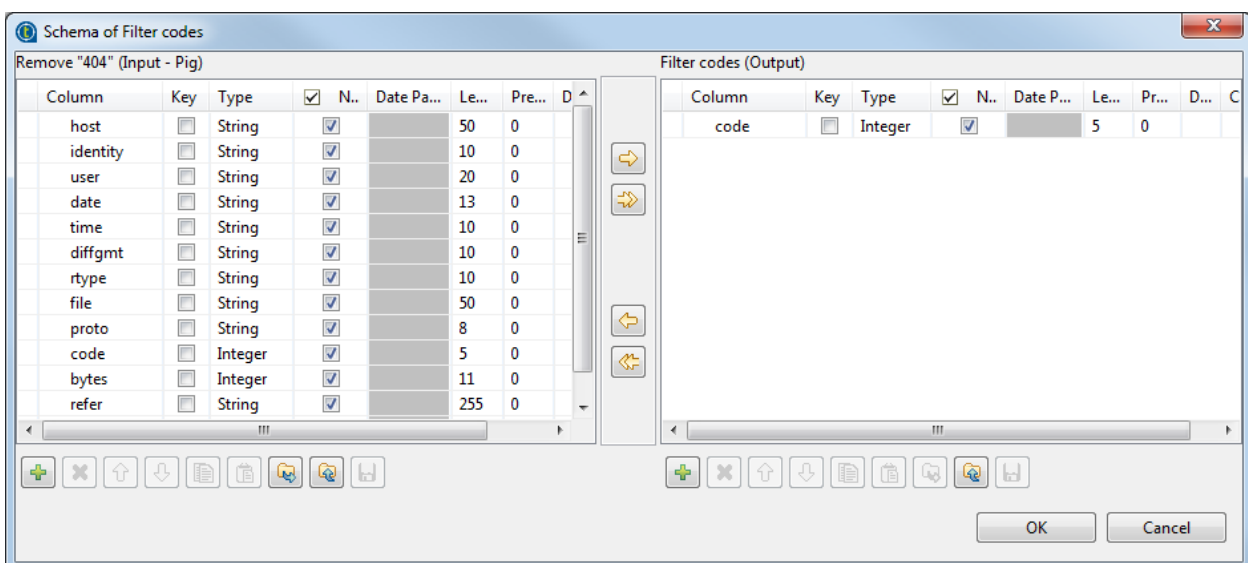 Schema of Filter codes
Remove "404" (Input - Pig)
Column Key Type N.. Date Pa... Le... Pre... D
host String 50 0
identity String 10 0
user String 20 0
date String 13 0
time String 10 0
diffgmt String 10 0
rtype String 10 0
file String 50 0
proto String 8 0
code Integer 5 0
bytes Integer 11 0
refer String 255 0
Filter codes (Output)
Column Key Type N.. Date P... Le... Pr... D... C
code Integer 5 0
OK Cancel